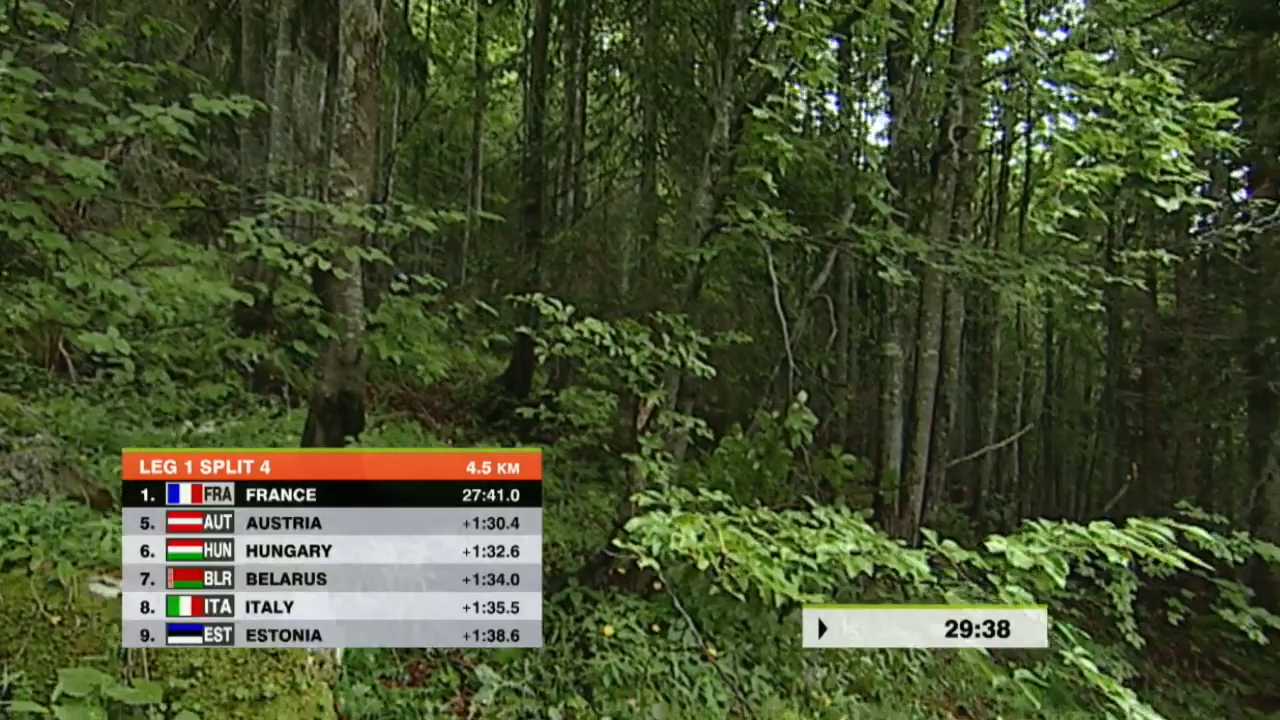 LEG 1 SPLIT 4 4.5 KM
1. FRA FRANCE 27:41.0
5. AUT AUSTRIA +1:30.4
6. HUN HUNGARY +1:32.6
7. BLR BELARUS +1:34.0
8. ITA ITALY +1:35.5
9. EST ESTONIA +1:38.6
29:38